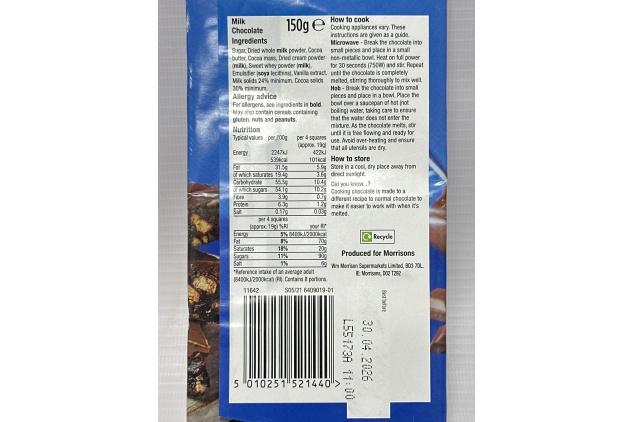 Milk
Chocolate
Ingredients
150g e
Sugar, Dried whole milk powder, Cocoa
butter, Cocoa mass, Dried cream powder
(milk), Sweet whey powder (milk),
Emulsifier (soya lecithins), Vanilla extract.
Milk solids 24% minimum. Cocoa solids
30% minimum.
Allergy advice
For allergens, see ingredients in bold.
May also contain cereals containing
gluten, nuts and peanuts.
Nutrition
Typical values per 100g per 4 squares
(approx. 19g)
Energy 2247kJ 422kJ
539kcal 101kcal
Fat 31.5g 5.9g
of which saturates 19.4g 3.6g
Carbohydrate 55.5g 10.4g
of which sugars 54.1g 10.2g
Fibre 3.9g 0.7g
Protein 6.3g 1.2g
Salt 0.17g 0.03g
per 4 squares
(approx. 19g) %RI your RI*
Energy 5% 8400kJ/2000kcal
Fat 8% 70g
Saturates 18% 20g
Sugars 11% 90g
Salt 1% 6g
*Reference intake of an average adult
(8400kJ/2000kcal) (RI). Contains 8 portions.
11642 S05/21 6409019-01
5 010251 521440 >
How to cook
Cooking appliances vary. These
instructions are given as a guide.
Microwave - Break the chocolate into
small pieces and place in a small
non-metallic bowl. Heat on full power
for 30 seconds (750W) and stir. Repeat
until the chocolate is completely
melted, stirring thoroughly to mix well.
Hob - Break the chocolate into small
pieces and place in a bowl. Place the
bowl over a saucepan of hot (not
boiling) water, taking care to ensure
that the water does not enter the
mixture. As the chocolate melts, stir
until it is free flowing and ready for
use. Avoid over-heating and ensure
that all utensils are dry.
How to store
Store in a cool, dry place away from
direct sunlight.
Did you know...?
Cooking chocolate is made to a
different recipe to normal chocolate to
make it easier to work with when it's
melted.
Recycle
Produced for Morrisons
Wm Morrison Supermarkets Limited, BD3 7DL.
IE: Morrisons, D02 T292
Best before:
30.04.2026
L55173A 11:00